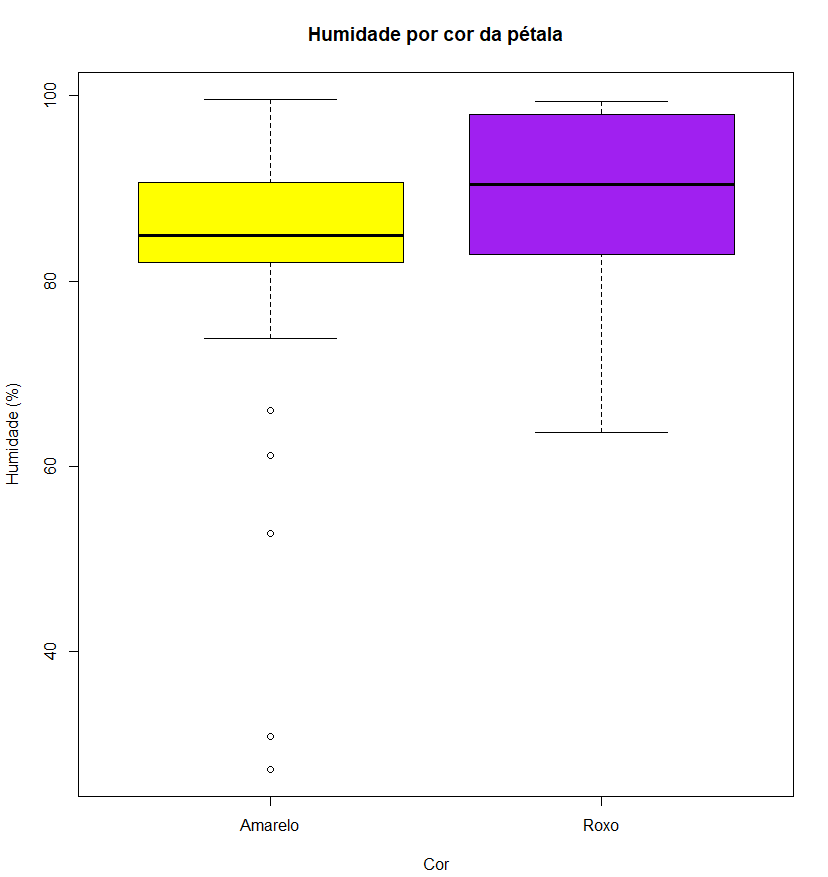 Humidade por cor da pétala
Humidade (%)
100
80
60
40
Amarelo
Roxo
Cor